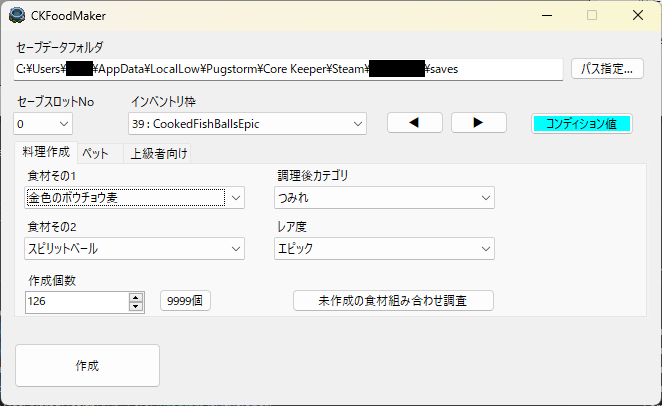 CKFoodMaker
セーブデータフォルダ
C:¥Users¥ ¥AppData¥LocalLow¥Pugstorm¥Core Keeper¥Steam¥ ¥saves
パス指定...
セーブスロットNo
インベントリ枠
0
39 : CookedFishBallsEpic
◀
▶
コンディション値
料理作成
ペット
上級者向け
食材その1
調理後カテゴリ
金色のボウチョウ麦
つみれ
食材その2
レア度
スピリットベール
エピック
作成個数
126
9999個
未作成の食材組み合わせ調査
作成